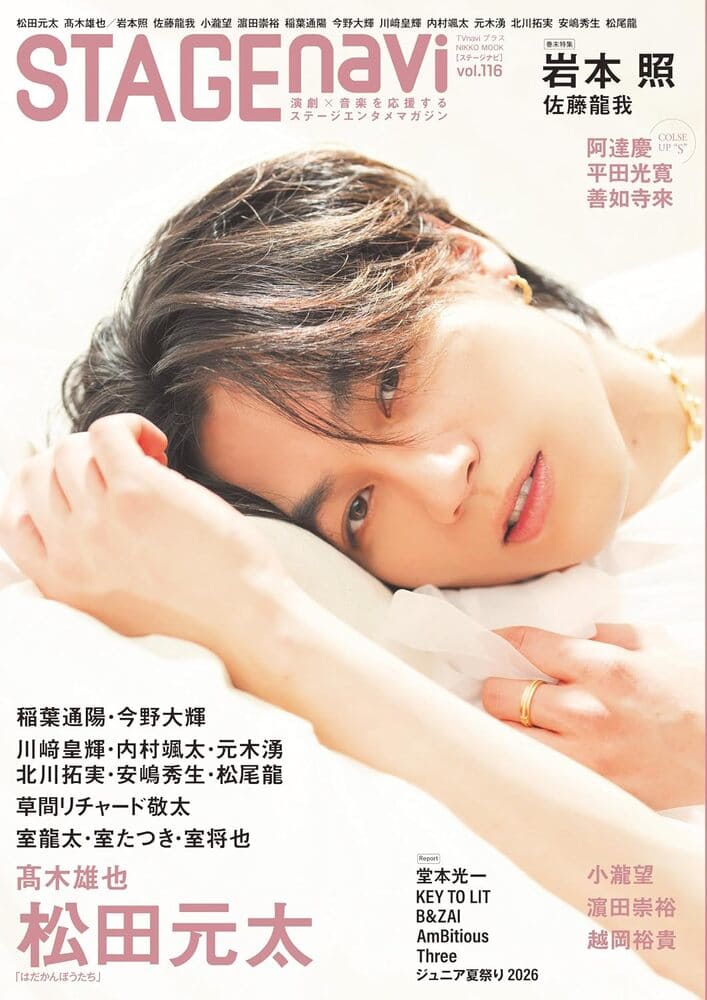 松田元太 髙木雄也/岩本照 佐藤龍我 小瀧望 濵田崇裕 稲葉通陽 今野大輝 川﨑皇輝 内村颯太 元木湧 北川拓実 安嶋秀生 松尾龍
STAGEnavi
TVnavi プラス
NIKKO MOOK
[ステージナビ]
vol.116
演劇×音楽を応援する
ステージエンタメマガジン
巻末特集
岩本 照
佐藤龍我
COLSE
UP "S"
阿達慶
平田光寛
善如寺來
稲葉通陽・今野大輝
川﨑皇輝・内村颯太・元木湧
北川拓実・安嶋秀生・松尾龍
草間リチャード敬太
室龍太・室たつき・室将也
髙木雄也
松田元太
「はだかんぼうたち」
Report
堂本光一
KEY TO LIT
B&ZAI
AmBitious
Three
ジュニア夏祭り2026
小瀧望
濵田崇裕
越岡裕貴